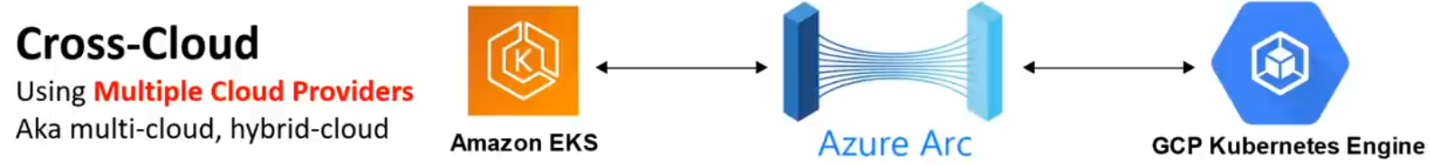 Cross-Cloud
Using Multiple Cloud Providers
Aka multi-cloud, hybrid-cloud
K
Amazon EKS
Azure Arc
GCP Kubernetes Engine